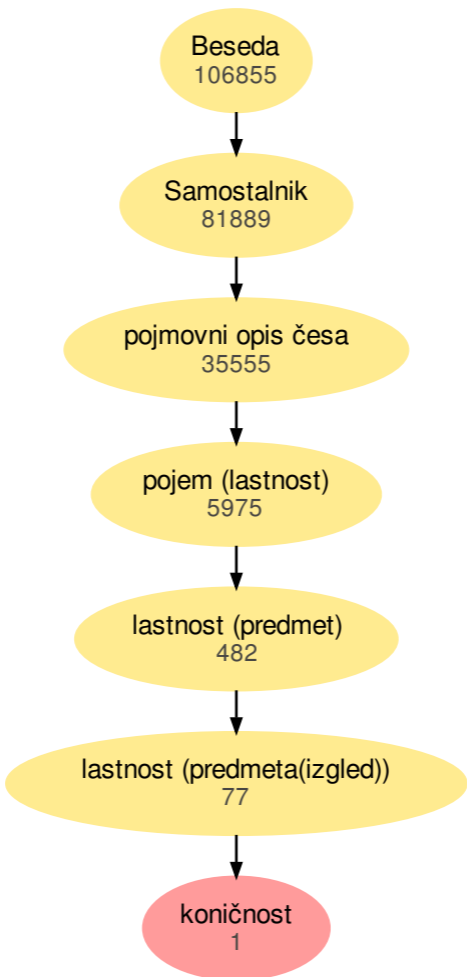 Beseda
106855
Samostalnik
81889
pojmovni opis česa
35555
pojem (lastnost)
5975
lastnost (predmet)
482
lastnost (predmeta(izgled))
77
koničnost
1